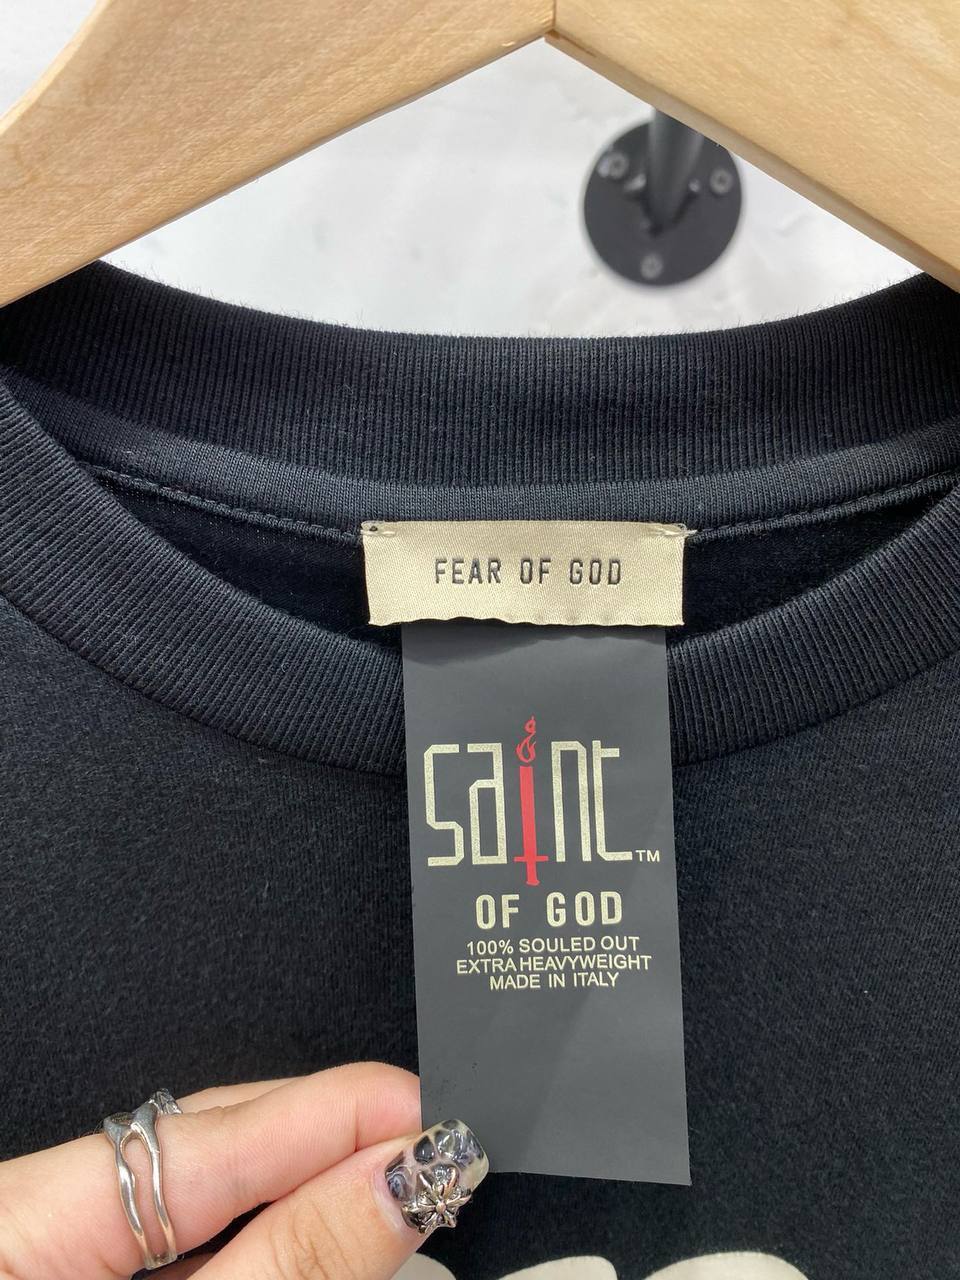 FEAR OF GOD
saint™
OF GOD
100% SOULED OUT
EXTRA HEAVYWEIGHT
MADE IN ITALY